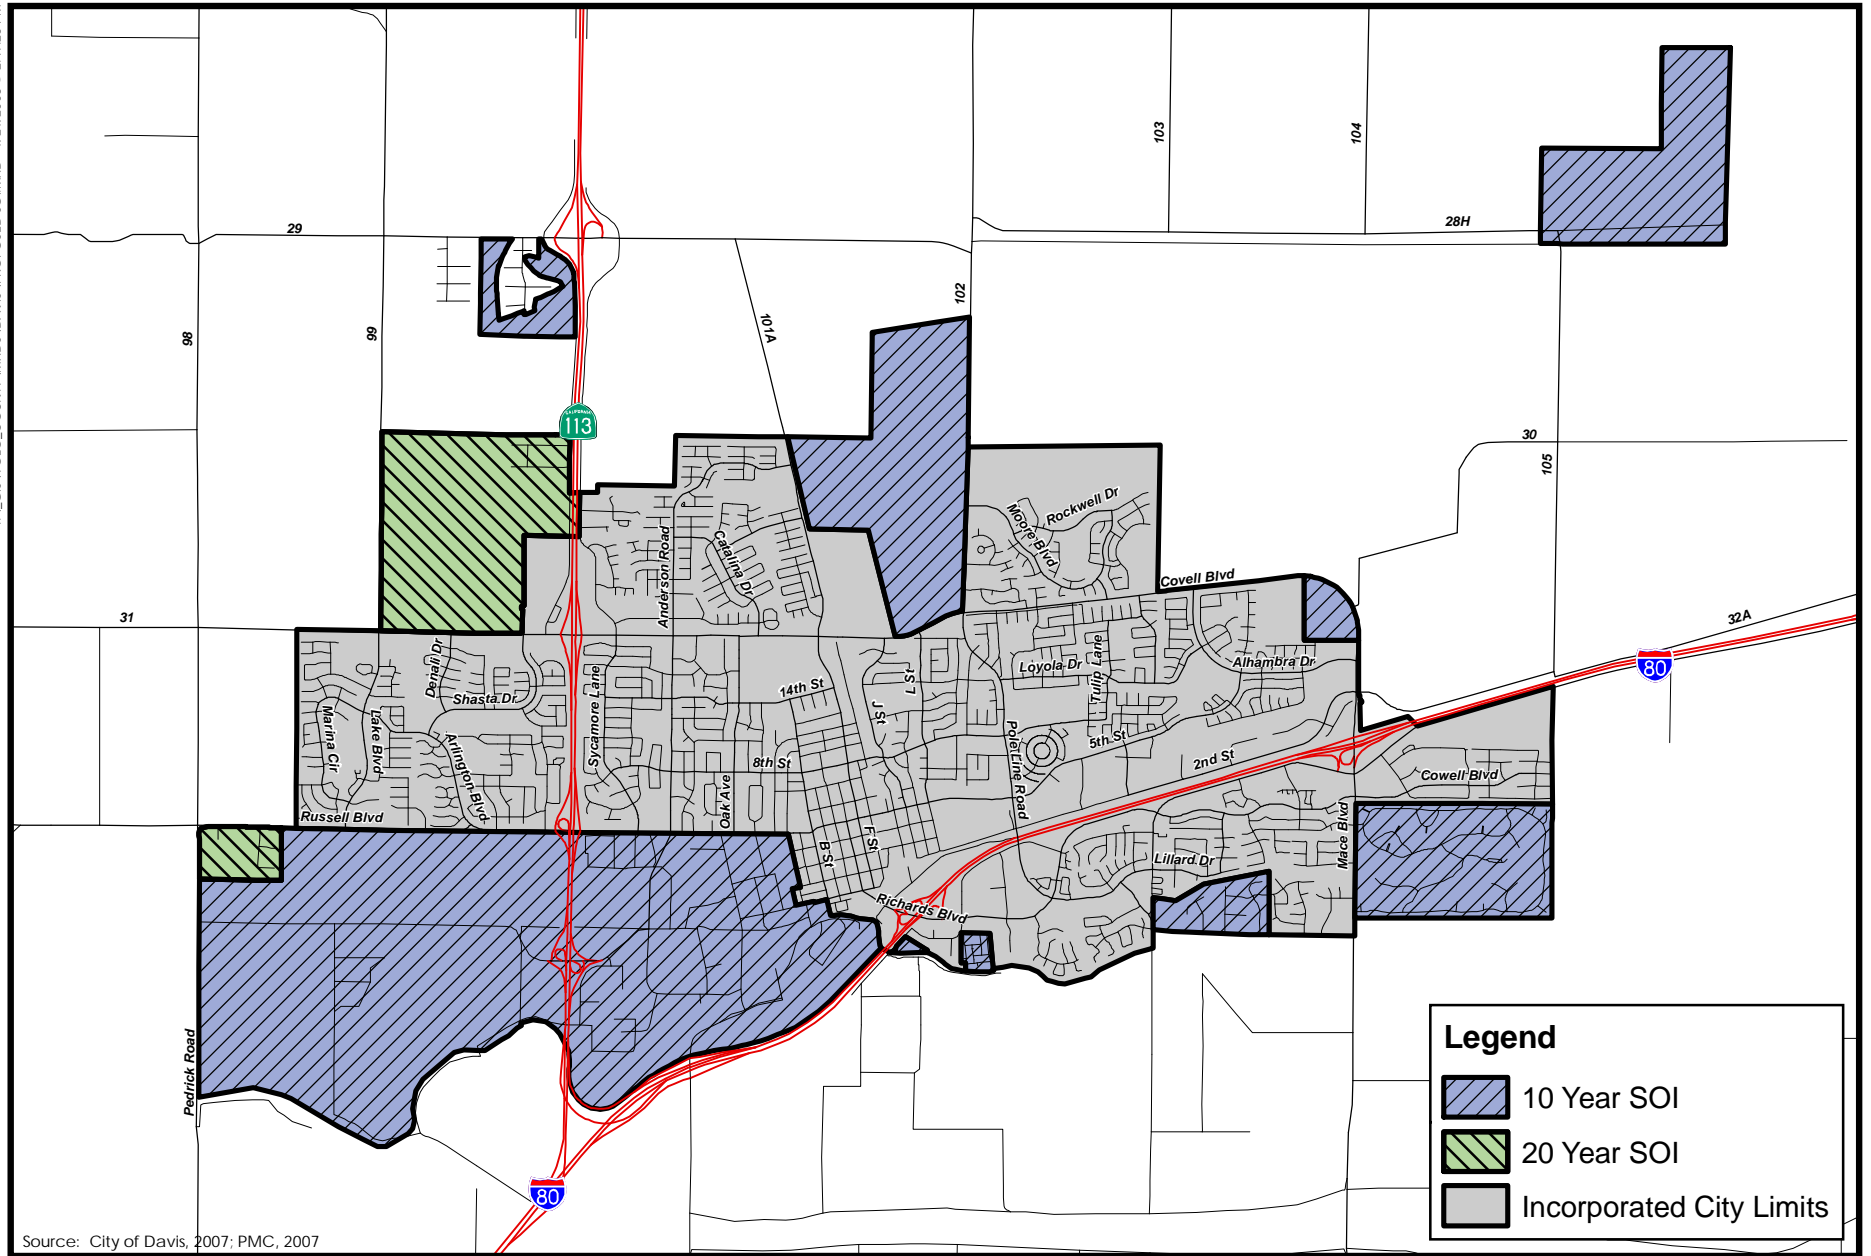 103
104
28H
29
102
101A
98
99
CALIFORNIA
113
30
105
Rockwell Dr
Moore Blvd
Anderson Road
Catalina Dr
Covell Blvd
31
32A
80
Denali Dr
Shasta Dr
Sycamore Lane
14th St
L St
J St
Loyola Dr
Tulip Lane
Alhambra Dr
Marina Cir
Lake Blvd
Arlington Blvd
8th St
Oak Ave
Pole Line Road
5th St
2nd St
Cowell Blvd
Russell Blvd
B St
F St
Lillard Dr
Mace Blvd
Richards Blvd
Pedrick Road
80
Legend
10 Year SOI
20 Year SOI
Incorporated City Limits
Source: City of Davis, 2007; PMC, 2007